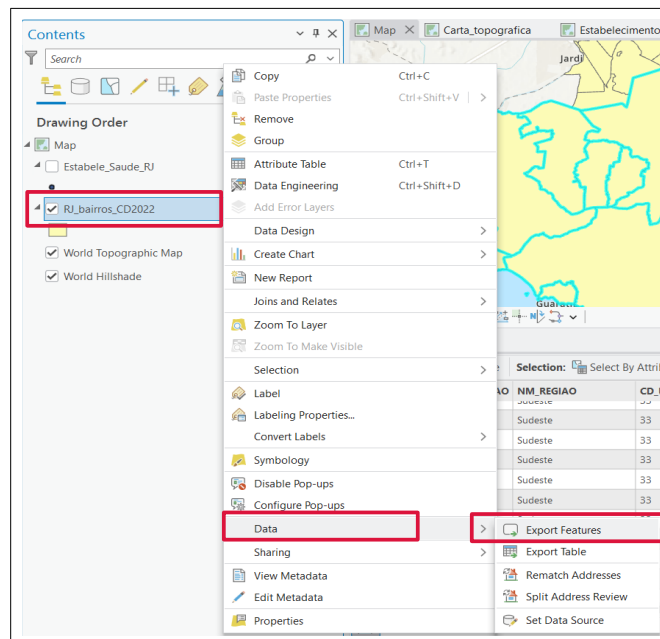 Contents
Search
Drawing Order
Map
Estabele_Saude_RJ
RJ_bairros_CD2022
World Topographic Map
World Hillshade
Copy Ctrl+C
Paste Properties Ctrl+Shift+V
Remove
Group
Attribute Table Ctrl+T
Data Engineering Ctrl+Shift+D
Add Error Layers
Data Design
Create Chart
New Report
Joins and Relates
Zoom To Layer
Zoom To Make Visible
Selection
Label
Labeling Properties...
Convert Labels
Symbology
Disable Pop-ups
Configure Pop-ups
Data
Sharing
View Metadata
Edit Metadata
Properties
Export Features
Export Table
Rematch Addresses
Split Address Review
Set Data Source
Map Carta_topografica Estabelecimento
Jardi
Guarat
Selection: Select By Attri
AO NM_REGIAO CD_
Sudeste 33
Sudeste 33
Sudeste 33
Sudeste 33
Sudeste 33
Sudeste 33